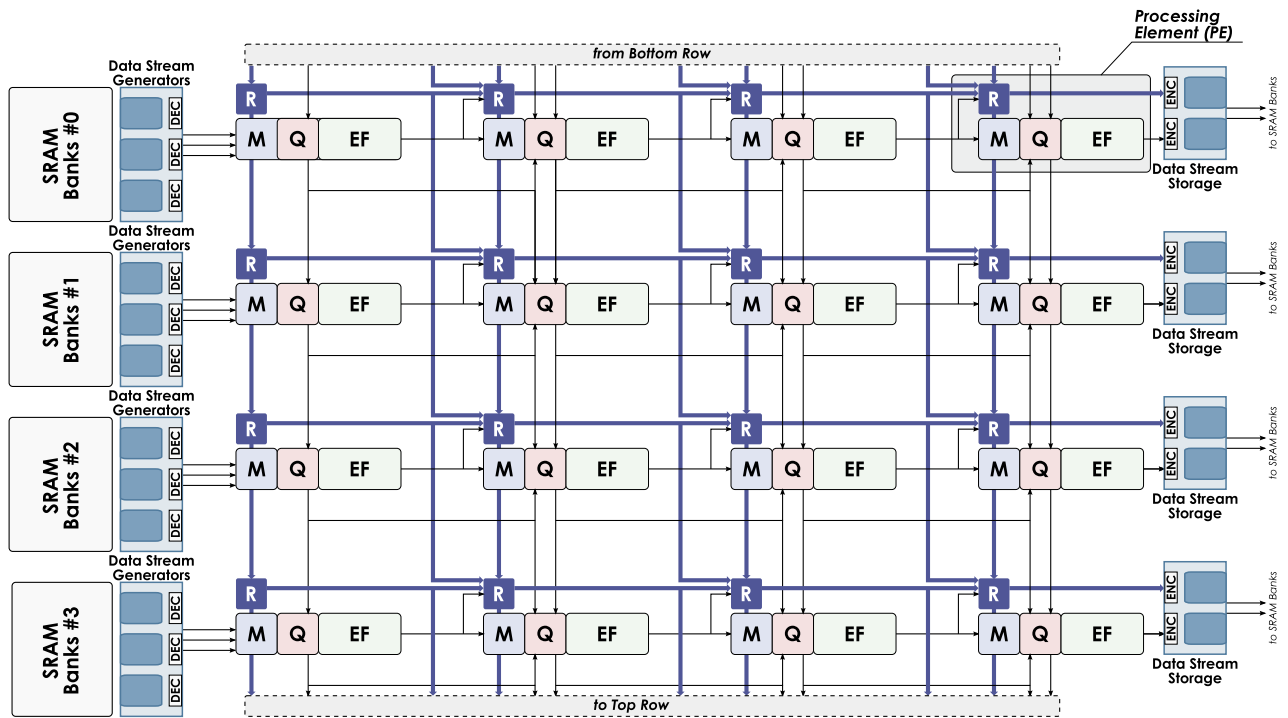 Processing
Element (PE)
from Bottom Row
Data Stream
Generators
SRAM
Banks #0
DEC
DEC
DEC
R
R
R
R
M Q EF
M Q EF
M Q EF
M Q EF
ENC
ENC
Data Stream
Storage
to SRAM Banks
Data Stream
Generators
SRAM
Banks #1
DEC
DEC
DEC
R
R
R
R
M Q EF
M Q EF
M Q EF
M Q EF
ENC
ENC
Data Stream
Storage
to SRAM Banks
Data Stream
Generators
SRAM
Banks #2
DEC
DEC
DEC
R
R
R
R
M Q EF
M Q EF
M Q EF
M Q EF
ENC
ENC
Data Stream
Storage
to SRAM Banks
Data Stream
Generators
SRAM
Banks #3
DEC
DEC
DEC
R
R
R
R
M Q EF
M Q EF
M Q EF
M Q EF
ENC
ENC
Data Stream
Storage
to SRAM Banks
to Top Row